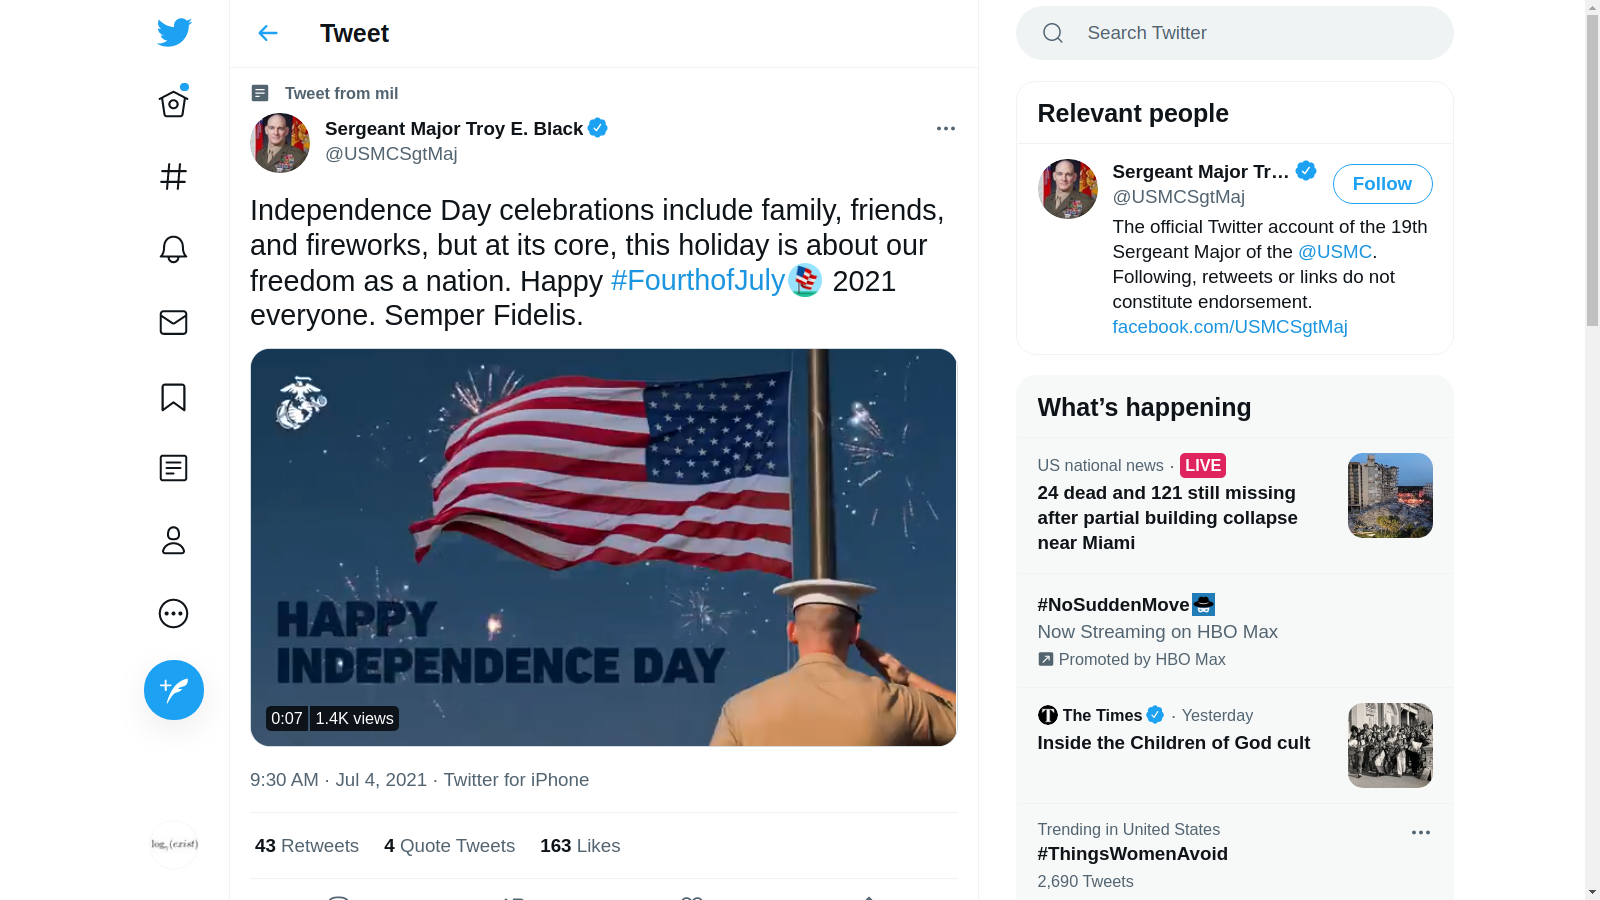 Tweet
Search Twitter
Tweet from mil
Sergeant Major Troy E. Black
@USMCSgtMaj
Independence Day celebrations include family, friends,
and fireworks, but at its core, this holiday is about our
freedom as a nation. Happy #FourthofJuly 2021
everyone. Semper Fidelis.
HAPPY
INDEPENDENCE DAY
0:07 1.4K views
9:30 AM · Jul 4, 2021 · Twitter for iPhone
43 Retweets 4 Quote Tweets 163 Likes
Relevant people
Sergeant Major Tr...
@USMCSgtMaj
Follow
The official Twitter account of the 19th
Sergeant Major of the @USMC.
Following, retweets or links do not
constitute endorsement.
facebook.com/USMCSgtMaj
What’s happening
US national news · LIVE
24 dead and 121 still missing
after partial building collapse
near Miami
#NoSuddenMove
Now Streaming on HBO Max
Promoted by HBO Max
The Times · Yesterday
Inside the Children of God cult
Trending in United States
#ThingsWomenAvoid
2,690 Tweets